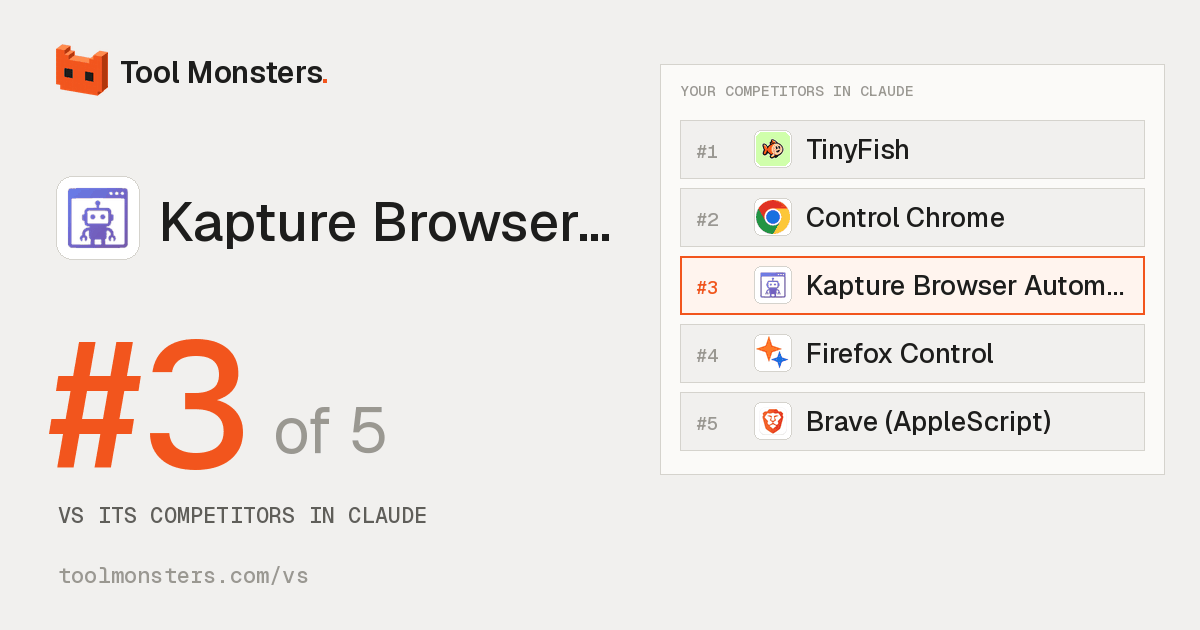 Tool Monsters.
Kapture Browser...
#3 of 5
VS ITS COMPETITORS IN CLAUDE
toolmonsters.com/vs
YOUR COMPETITORS IN CLAUDE
#1 TinyFish
#2 Control Chrome
#3 Kapture Browser Autom...
#4 Firefox Control
#5 Brave (AppleScript)